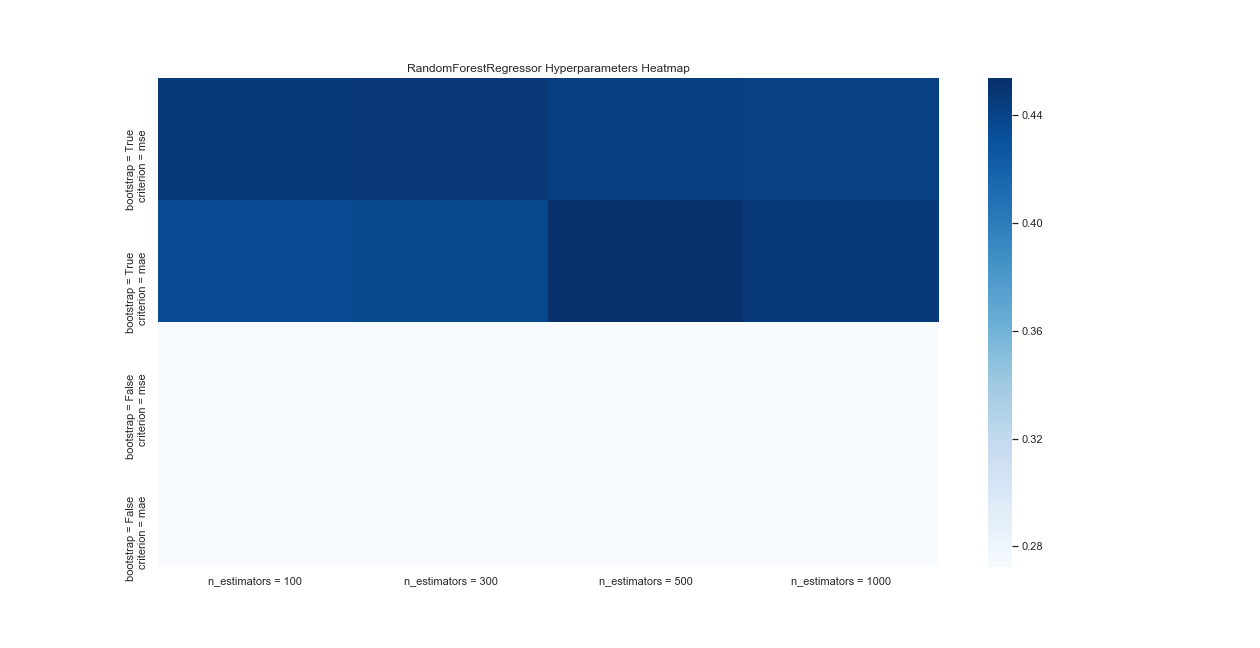 RandomForestRegressor Hyperparameters Heatmap
bootstrap = True
criterion = mse
bootstrap = True
criterion = mae
bootstrap = False
criterion = mse
bootstrap = False
criterion = mae
n_estimators = 100
n_estimators = 300
n_estimators = 500
n_estimators = 1000
0.44
0.40
0.36
0.32
0.28